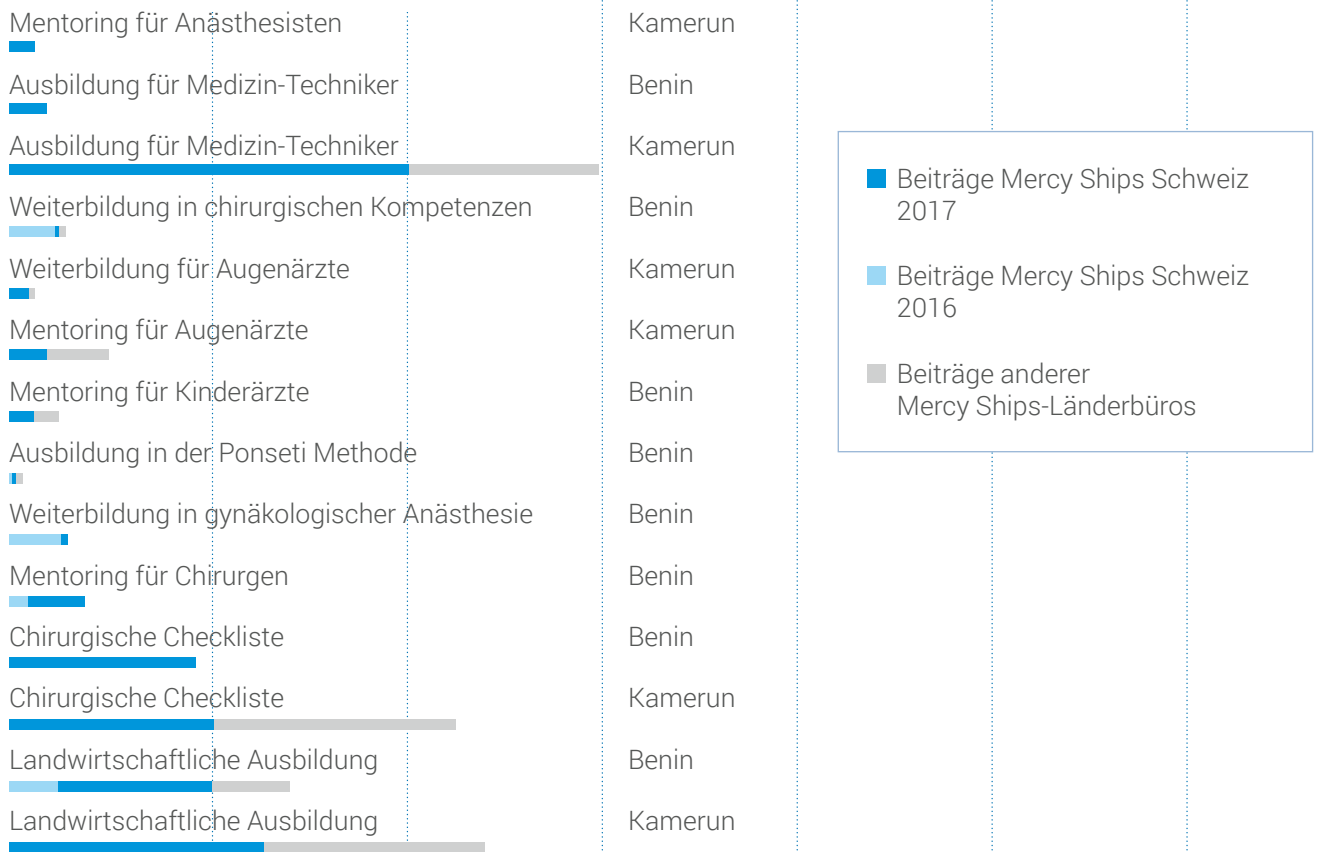 Mentoring für Anästhesisten Kamerun
Ausbildung für Medizin-Techniker Benin
Ausbildung für Medizin-Techniker Kamerun
Weiterbildung in chirurgischen Kompetenzen Benin
Weiterbildung für Augenärzte Kamerun
Mentoring für Augenärzte Kamerun
Mentoring für Kinderärzte Benin
Ausbildung in der Ponseti Methode Benin
Weiterbildung in gynäkologischer Anästhesie Benin
Mentoring für Chirurgen Benin
Chirurgische Checkliste Benin
Chirurgische Checkliste Kamerun
Landwirtschaftliche Ausbildung Benin
Landwirtschaftliche Ausbildung Kamerun
Beiträge Mercy Ships Schweiz
2017
Beiträge Mercy Ships Schweiz
2016
Beiträge anderer
Mercy Ships-Länderbüros